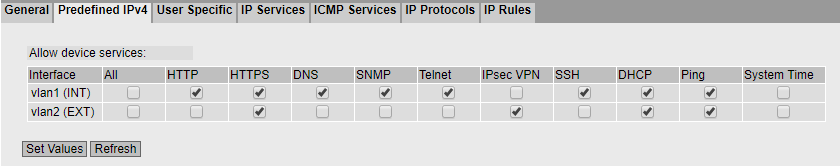 General Predefined IPv4 User Specific IP Services ICMP Services IP Protocols IP Rules
Allow device services:
Interface All HTTP HTTPS DNS SNMP Telnet IPsec VPN SSH DHCP Ping System Time
vlan1 (INT)
vlan2 (EXT)
Set Values Refresh